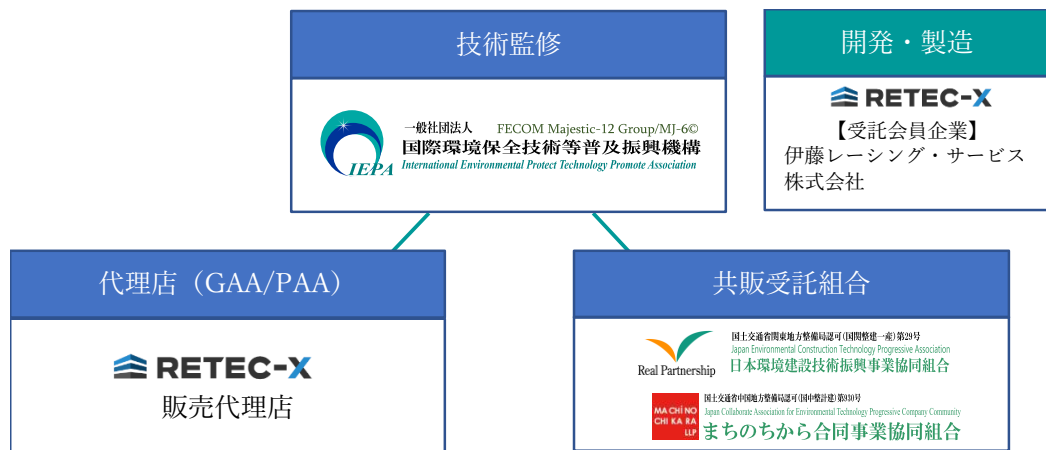 技術監修
IEPA
一般社団法人 FECOM Majestic-12 Group/MJ-6©
国際環境保全技術等普及振興機構
International Environmental Protect Technology Promote Association
開発・製造
RETEC-X
【受託会員企業】
伊藤レーシング・サービス
株式会社
代理店（GAA/PAA）
RETEC-X
販売代理店
共販受託組合
Real Partnership
国土交通省関東地方整備局認可(国関整建一産)第29号
Japan Environmental Construction Technology Progressive Association
日本環境建設技術振興事業協同組合
MACHINO
CHIKARA
LLP
国土交通省中国地方整備局認可(国中整計建)第930号
Japan Collaborate Association for Environmental Technology Progressive Company Community
まちのちから合同事業協同組合